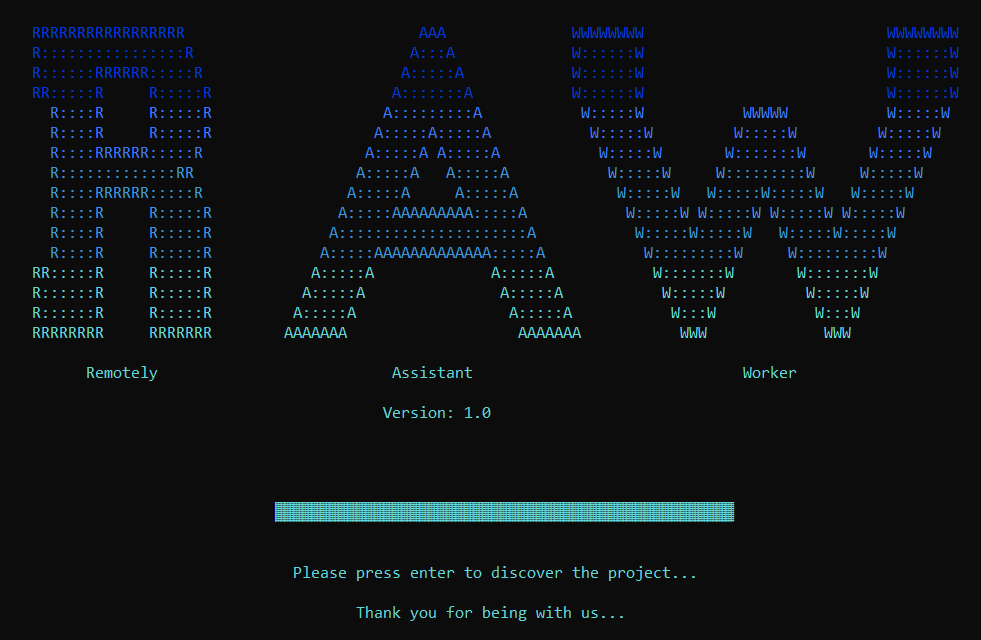 RRRRRRRRRRRRRRRRR                          AAA              WWWWWWWW                           WWWWWWWW
R::::::::::::::::R                        A:::A             W::::::W                           W::::::W
R::::::RRRRRR:::::R                      A:::::A            W::::::W                           W::::::W
RR:::::R     R:::::R                    A:::::::A           W::::::W                           W::::::W
  R::::R     R:::::R                   A:::::::::A           W:::::W           WWWWW           W:::::W
  R::::R     R:::::R                  A:::::A:::::A           W:::::W         W:::::W         W:::::W
  R::::RRRRRR:::::R                  A:::::A A:::::A           W:::::W       W:::::::W       W:::::W
  R:::::::::::::RR                  A:::::A   A:::::A           W:::::W     W:::::::::W     W:::::W
  R::::RRRRRR:::::R                A:::::A     A:::::A           W:::::W   W:::::W:::::W   W:::::W
  R::::R     R:::::R              A:::::AAAAAAAAA:::::A           W:::::W W:::::W W:::::W W:::::W
  R::::R     R:::::R             A:::::::::::::::::::::A           W:::::W:::::W   W:::::W:::::W
  R::::R     R:::::R            A:::::AAAAAAAAAAAAA:::::A           W:::::::::W     W:::::::::W
RR:::::R     R:::::R           A:::::A             A:::::A           W:::::::W       W:::::::W
R::::::R     R:::::R          A:::::A               A:::::A           W:::::W         W:::::W
R::::::R     R:::::R         A:::::A                 A:::::A           W:::W           W:::W
RRRRRRRR     RRRRRRR        AAAAAAA                   AAAAAAA           WWW             WWW
Remotely                          Assistant                              Worker
Version: 1.0
Please press enter to discover the project...
Thank you for being with us...